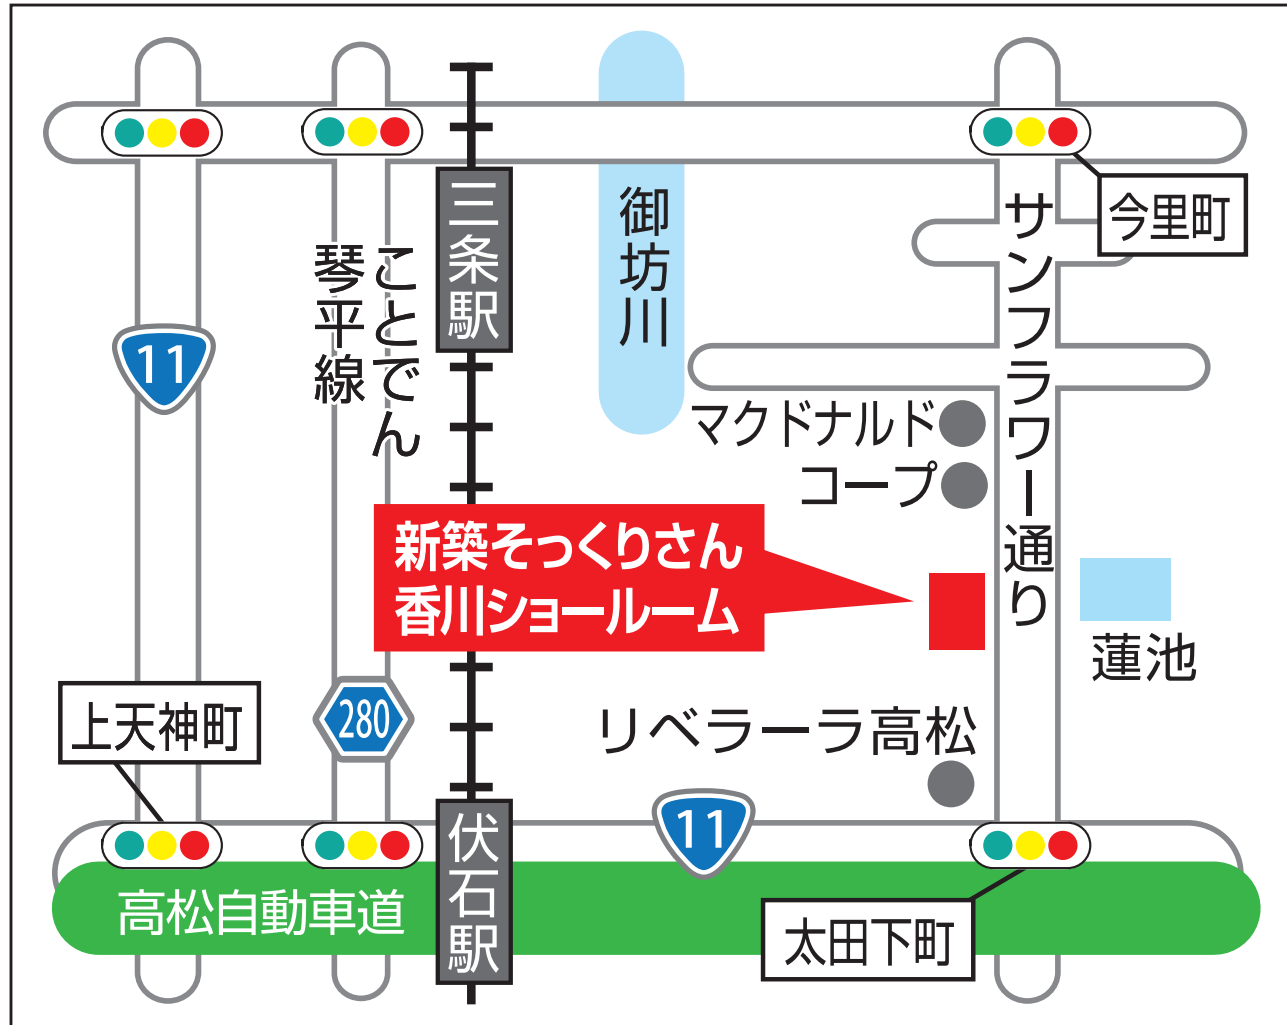 三条駅
御坊川
サンフラワー通り
今里町
ことでん
琴平線
11
マクドナルド
コープ
新築そっくりさん
香川ショールーム
蓮池
上天神町
280
リベラーラ高松
11
伏石駅
高松自動車道
太田下町